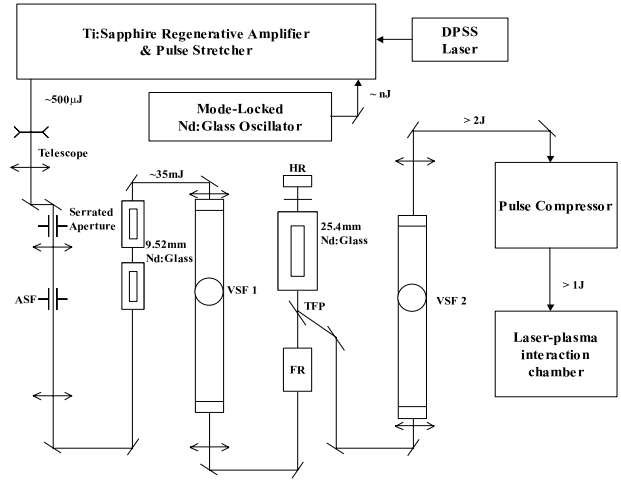 Ti:Sapphire Regenerative Amplifier
& Pulse Stretcher
DPSS
Laser
~500μJ
Mode-Locked
Nd:Glass Oscillator
~ nJ
> 2J
Telescope
~35mJ
HR
Serrated
Aperture
9.52mm
Nd:Glass
25.4mm
Nd:Glass
Pulse Compressor
ASF
VSF 1
TFP
VSF 2
> 1J
FR
Laser-plasma
interaction
chamber